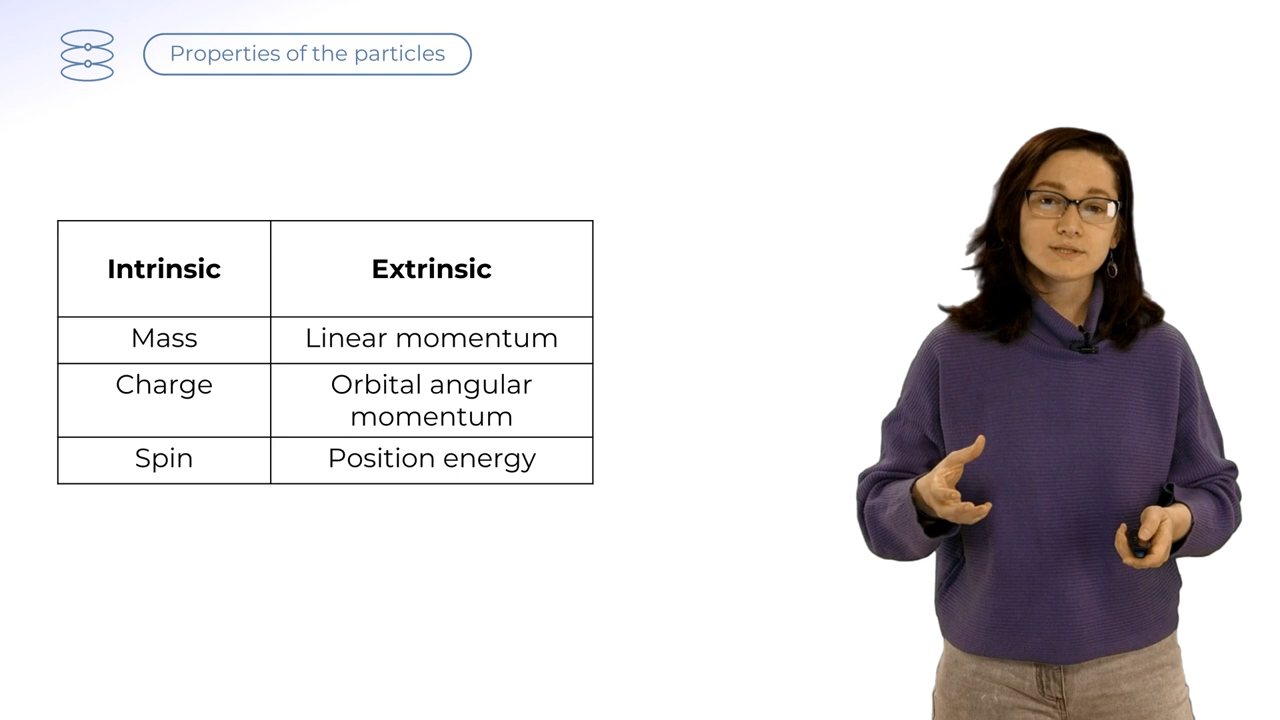 Properties of the particles
Intrinsic
Extrinsic
Mass
Linear momentum
Charge
Orbital angular
momentum
Spin
Position energy